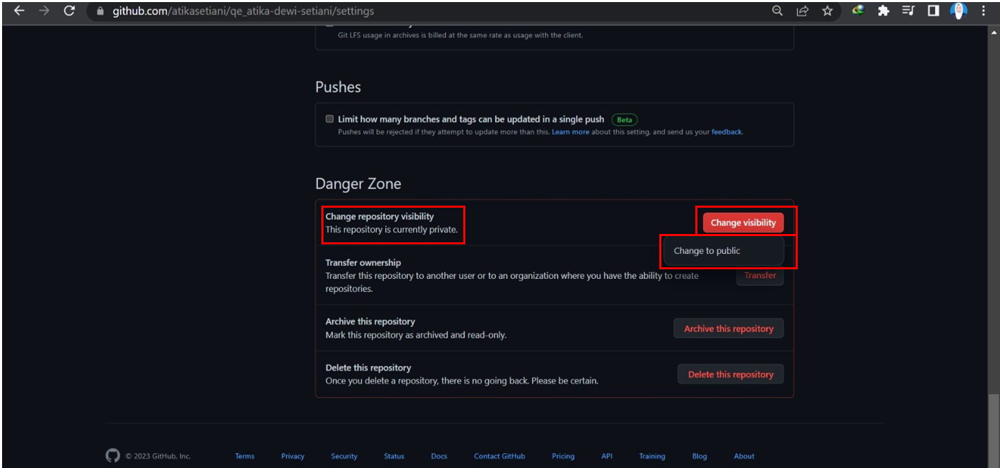 github.com/atikasetiani/qe_atika-dewi-setiani/settings
Git LFS usage in archives is billed at the same rate as usage with the client.
Pushes
Limit how many branches and tags can be updated in a single push Beta
Pushes will be rejected if they attempt to update more than this. Learn more about this setting, and send us your feedback.
Danger Zone
Change repository visibility
This repository is currently private.
Change visibility
Change to public
Transfer ownership
Transfer this repository to another user or to an organization where you have the ability to create
repositories.
Transfer
Archive this repository
Mark this repository as archived and read-only.
Archive this repository
Delete this repository
Once you delete a repository, there is no going back. Please be certain.
Delete this repository
© 2023 GitHub, Inc. Terms Privacy Security Status Docs Contact GitHub Pricing API Training Blog About